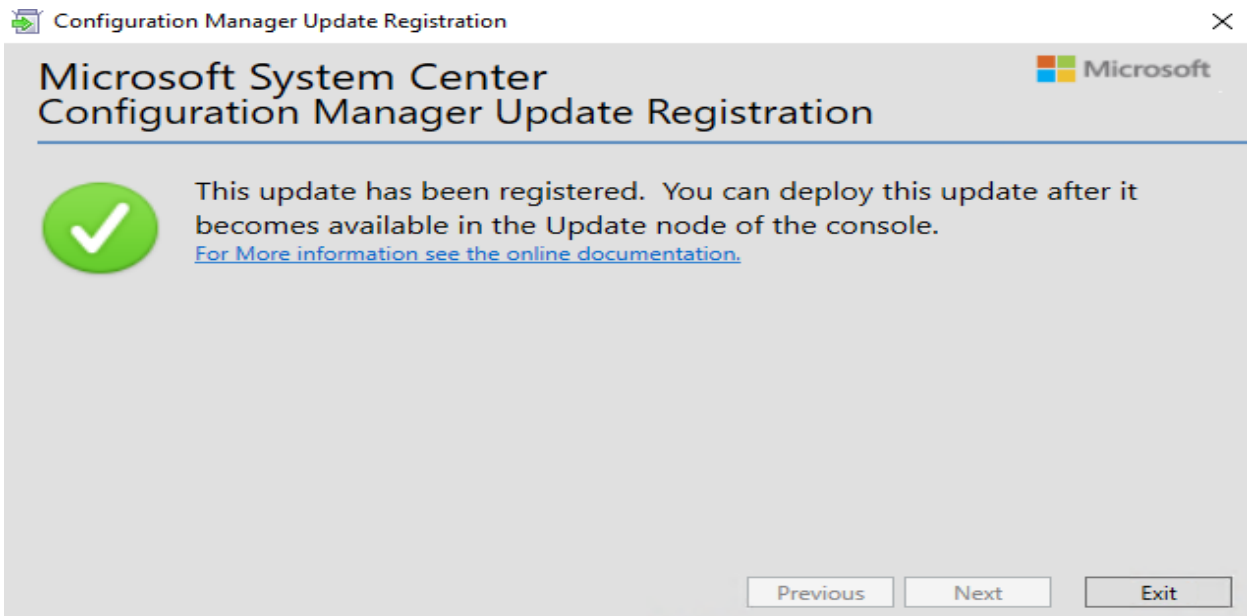 Configuration Manager Update Registration
Microsoft System Center
Microsoft
Configuration Manager Update Registration
This update has been registered.  You can deploy this update after it
becomes available in the Update node of the console.
For More information see the online documentation.
Previous
Next
Exit